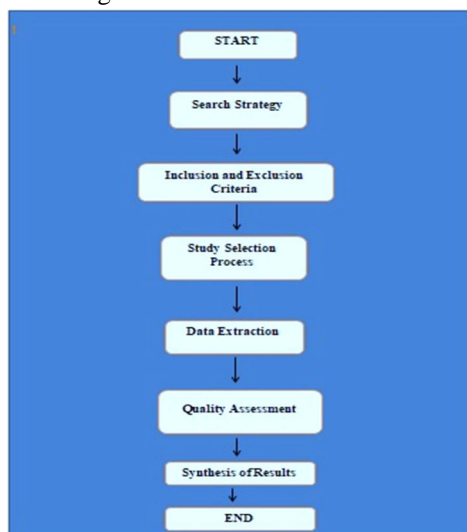 START
Search Strategy
Inclusion and Exclusion
Criteria
Study Selection
Process
Data Extraction
Quality Assessment
Synthesis of Results
END